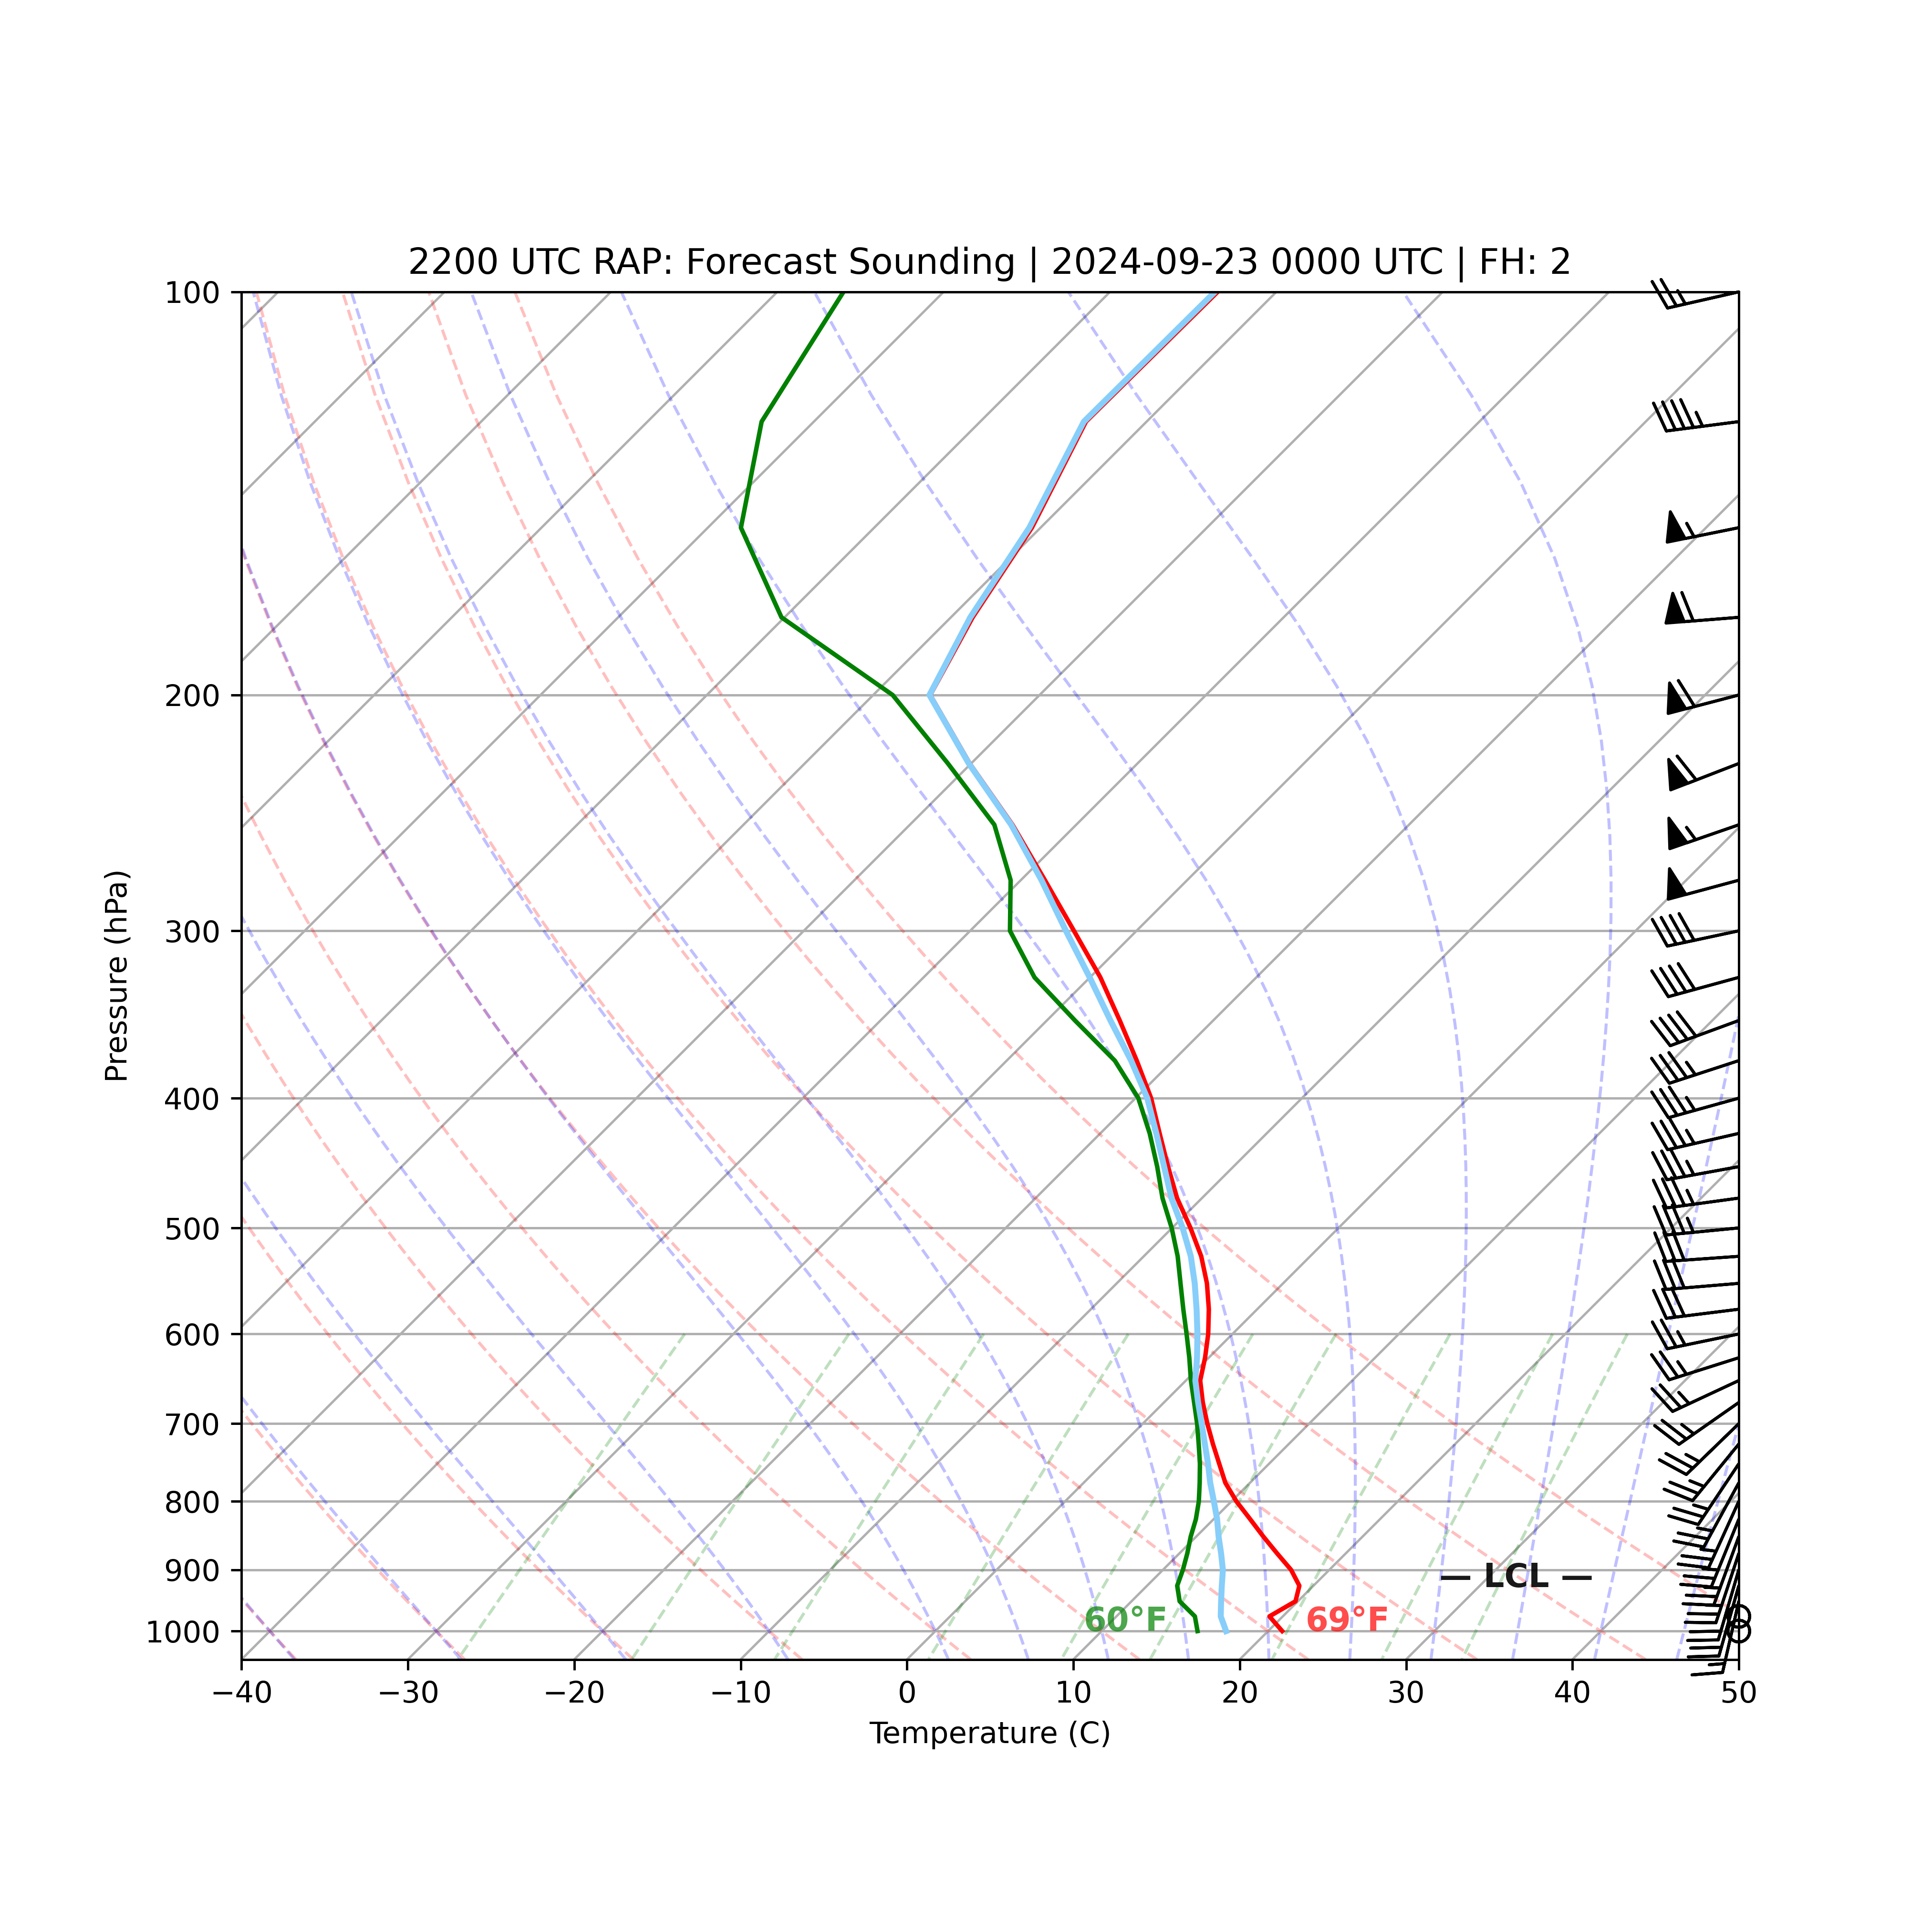 2200 UTC RAP: Forecast Sounding | 2024-09-23 0000 UTC | FH: 2
100
200
300
400
500
600
700
800
900
1000
Pressure (hPa)
— LCL —
60°F
69°F
−40 −30 −20 −10 0 10 20 30 40 50
Temperature (C)